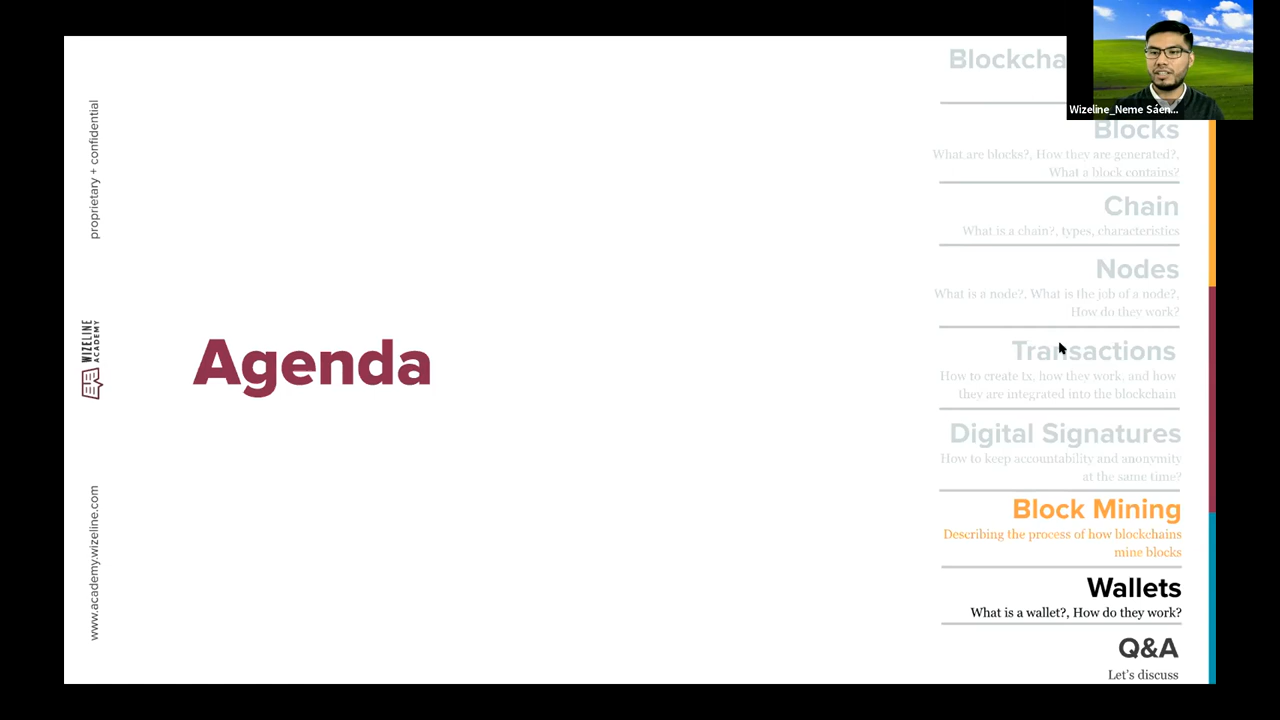 Blockcha
Wizeline_Neme Sáen...
Blocks
What are blocks?, How they are generated?,
What a block contains?
Chain
What is a chain?, types, characteristics
Nodes
What is a node?, What is the job of a node?,
How do they work?
Transactions
How to create tx, how they work, and how
they are integrated into the blockchain
Digital Signatures
How to keep accountability and anonymity
at the same time?
Block Mining
Describing the process of how blockchains
mine blocks
Wallets
What is a wallet?, How do they work?
Q&A
Let's discuss
Agenda
proprietary + confidential
WIZELINE
ACADEMY
www.academy.wizeline.com